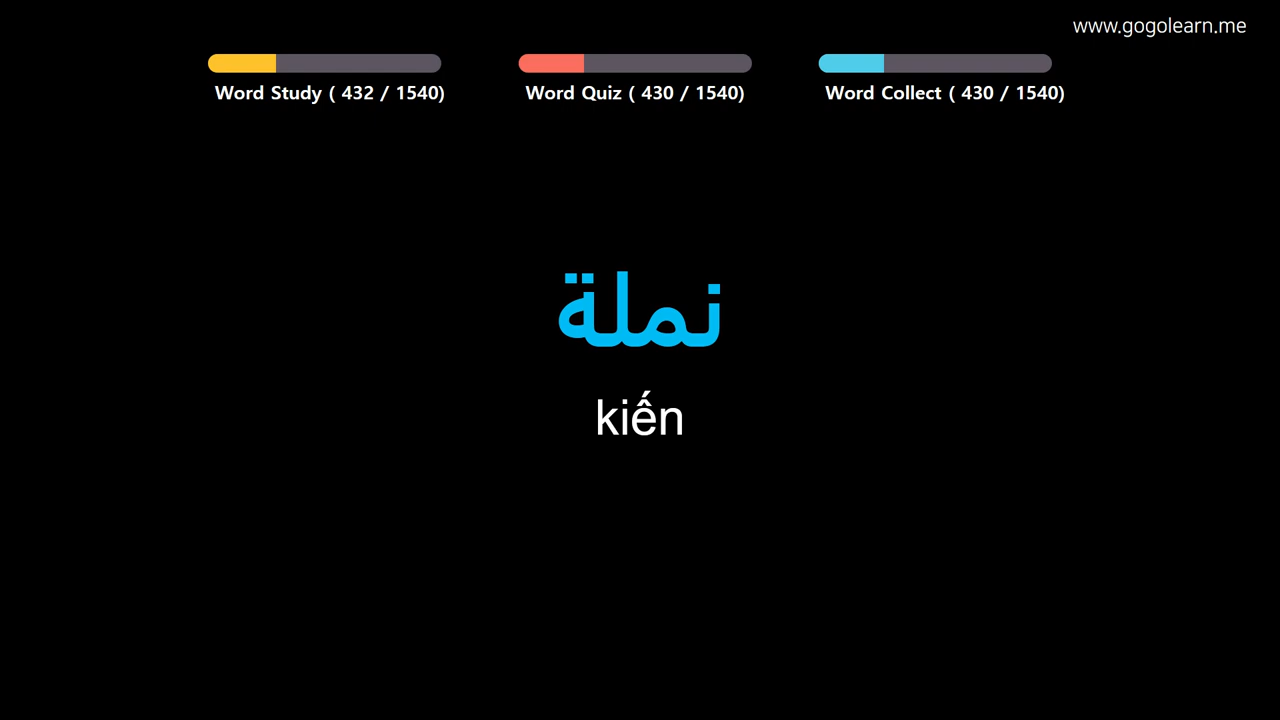 www.gogolearn.me
Word Study ( 432 / 1540)
Word Quiz ( 430 / 1540)
Word Collect ( 430 / 1540)
نملة
kiến